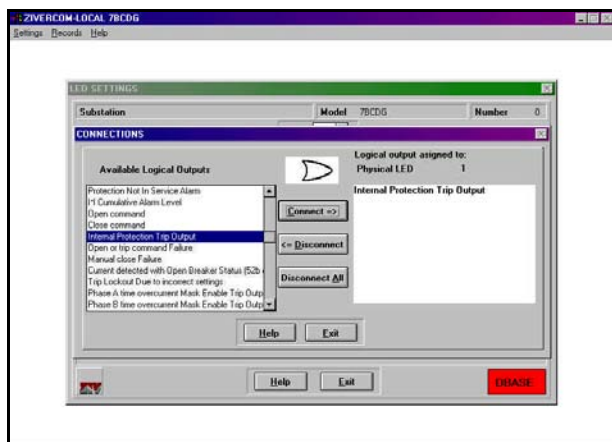 ZIVERCOM-LOCAL 7BCDG
Settings Records Help
LED SETTINGS
Substation Model 7BCDG Number 0
CONNECTIONS
Available Logical Outputs
Logical output asigned to:
Physical LED 1
Protection Not In Service Alarm
I²t Cumulative Alarm Level
Open command
Close command
Internal Protection Trip Output
Open or trip command Failure
Manual close Failure
Current detected with Open Breaker Status (52b
Trip Lockout Due to incorrect settings
Phase A time overcurrent Mask Enable Trip Outp
Phase B time overcurrent Mask Enable Trip Outp
Connect =>
<= Disconnect
Disconnect All
Internal Protection Trip Output
Help Exit
Help Exit
DBASE